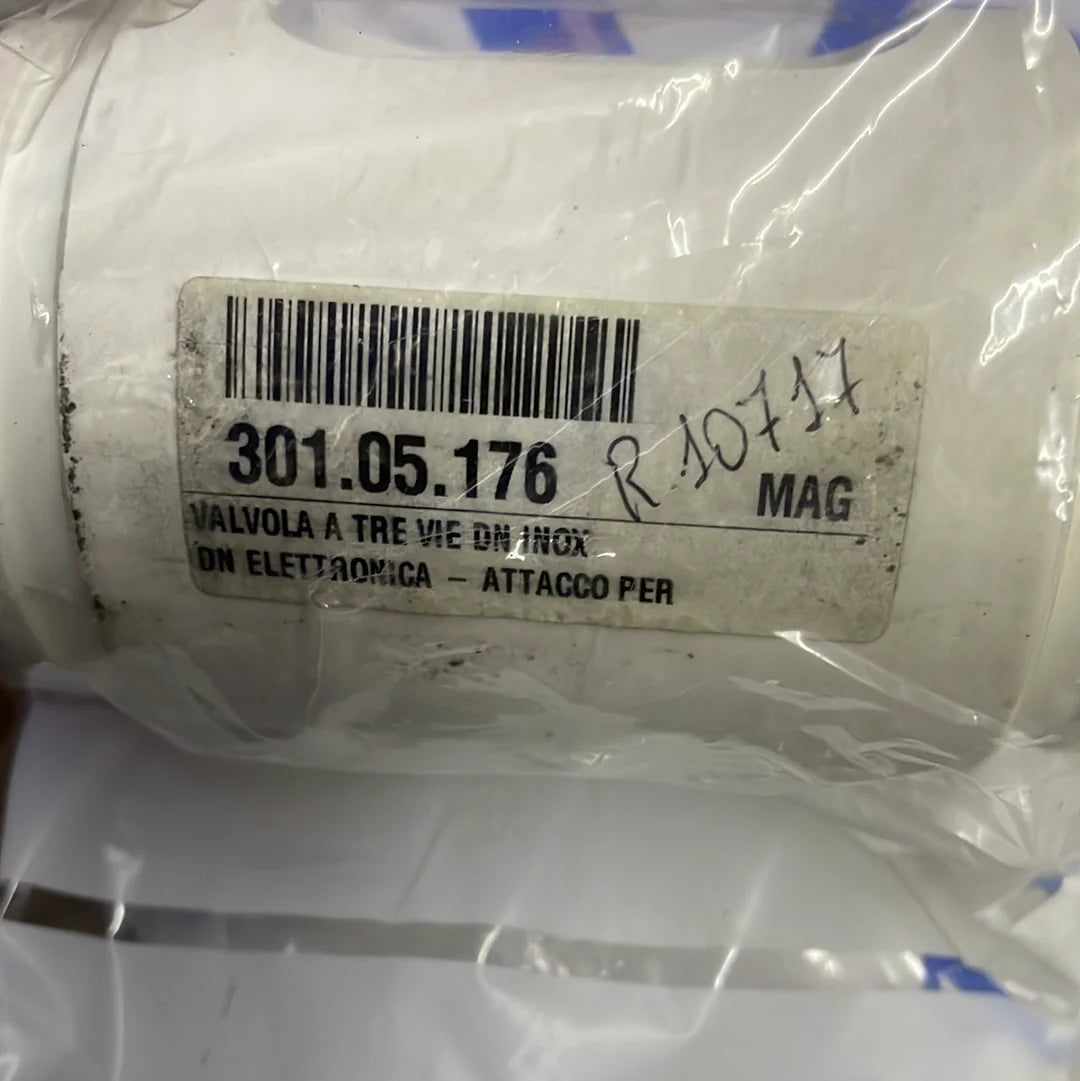 301.05.176
R.10717
MAG
VALVOLA A TRE VIE DN INOX
DN ELETTRONICA – ATTACCO PER